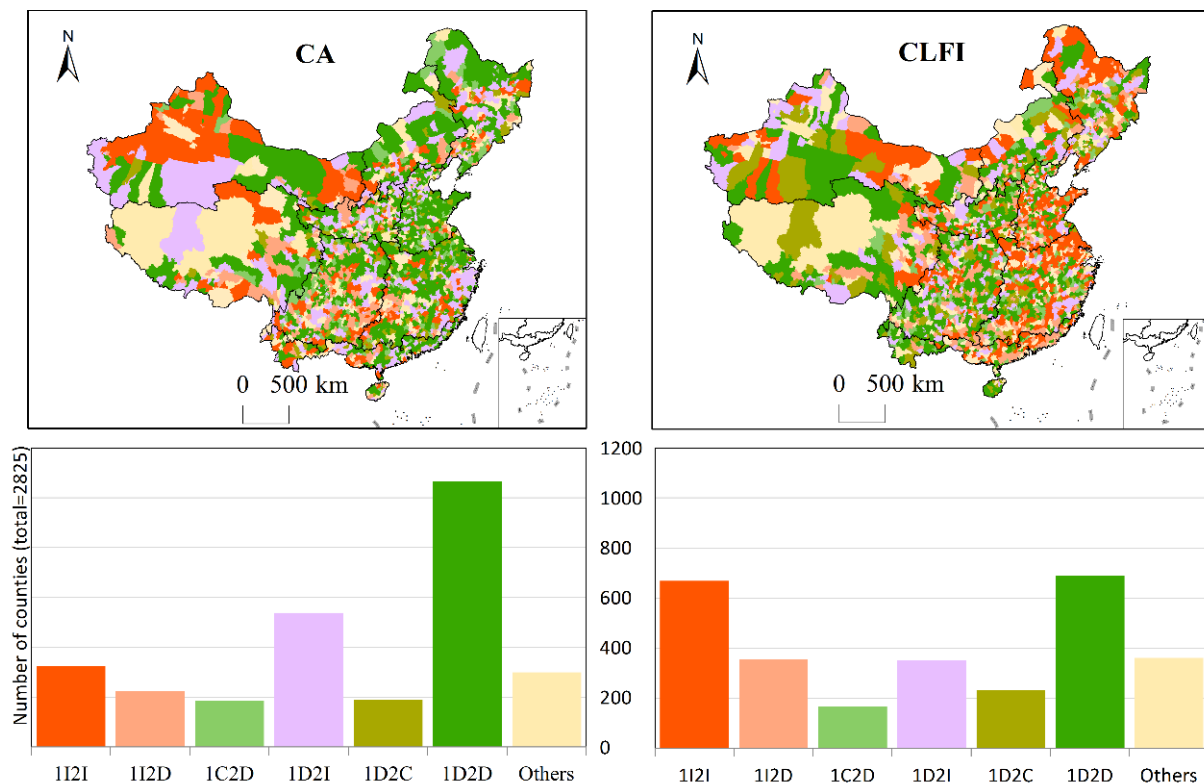 N
CA
0 500 km
N
CLFI
0 500 km
Number of counties (total=2825)
1200
1000
800
600
400
200
0
1I2I 1I2D 1C2D 1D2I 1D2C 1D2D Others
1I2I 1I2D 1C2D 1D2I 1D2C 1D2D Others